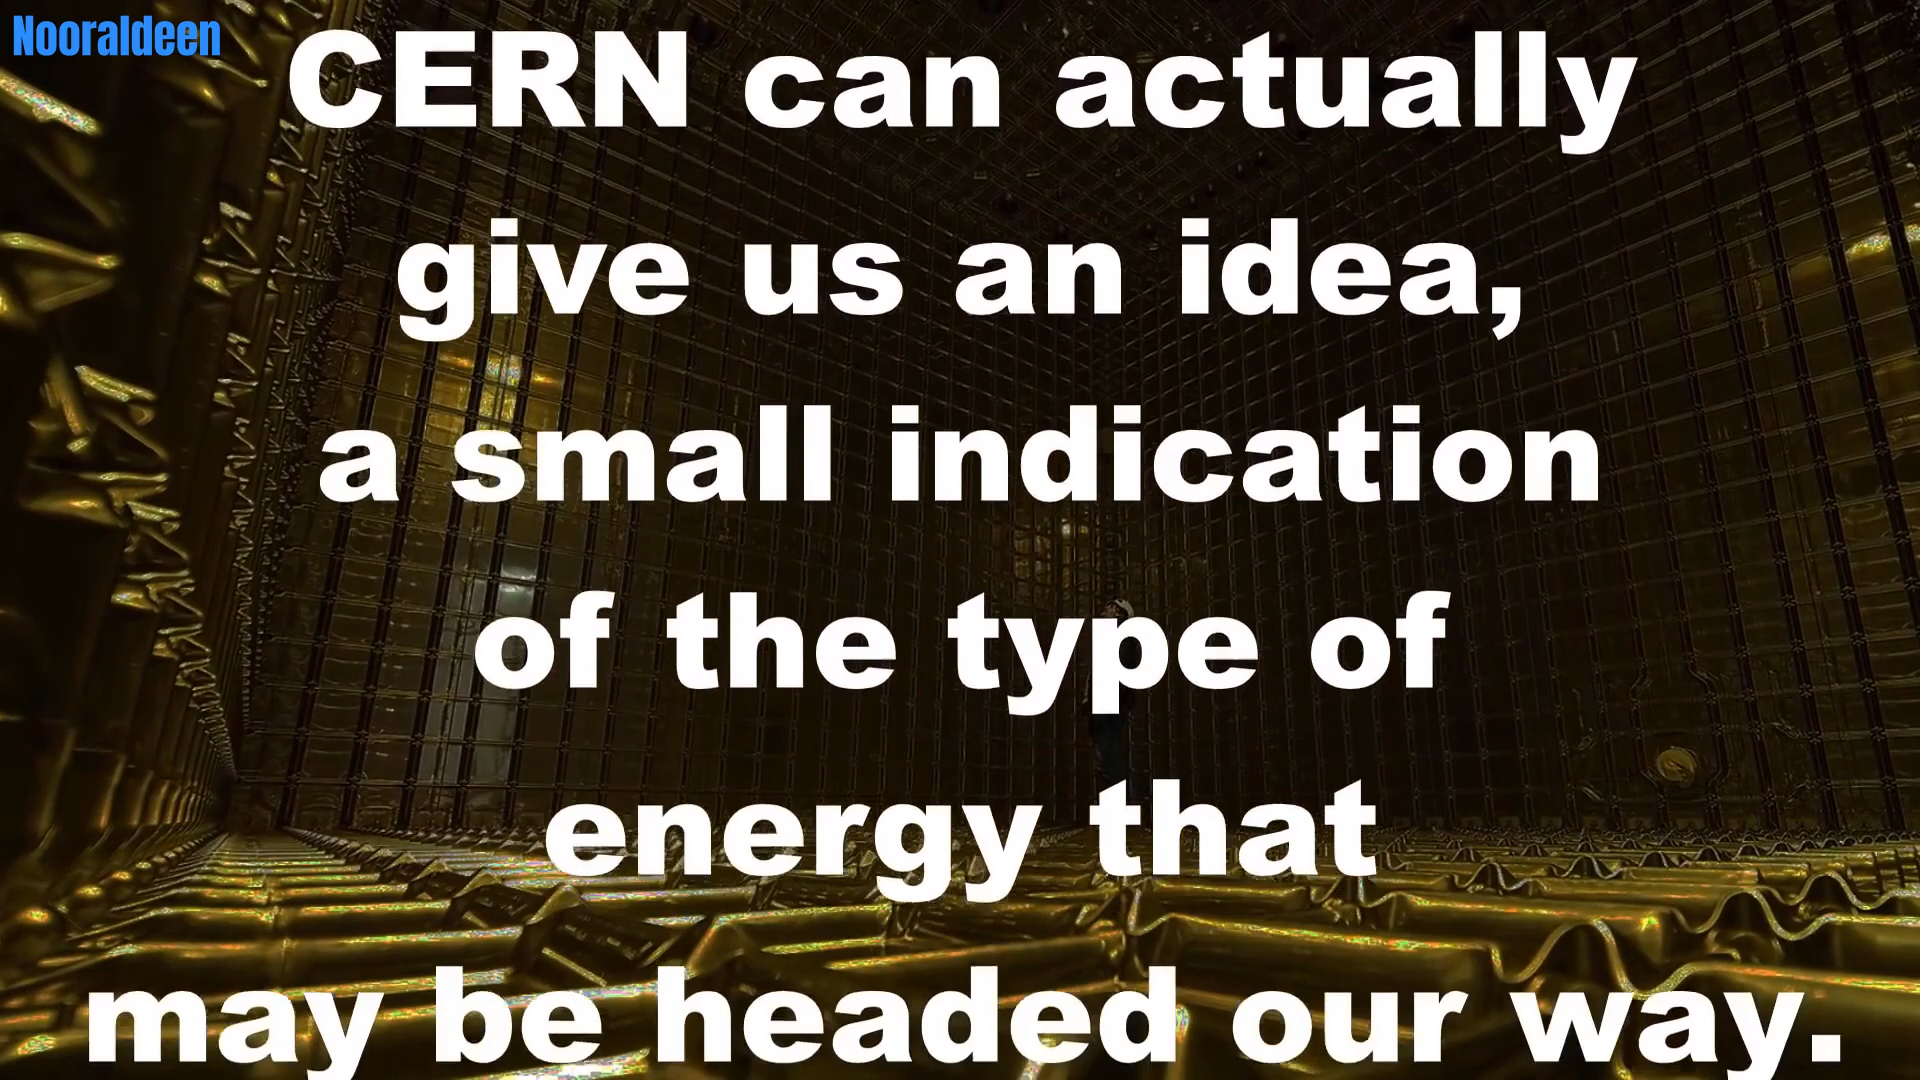 Nooraldeen
CERN can actually
give us an idea,
a small indication
of the type of
energy that
may be headed our way.